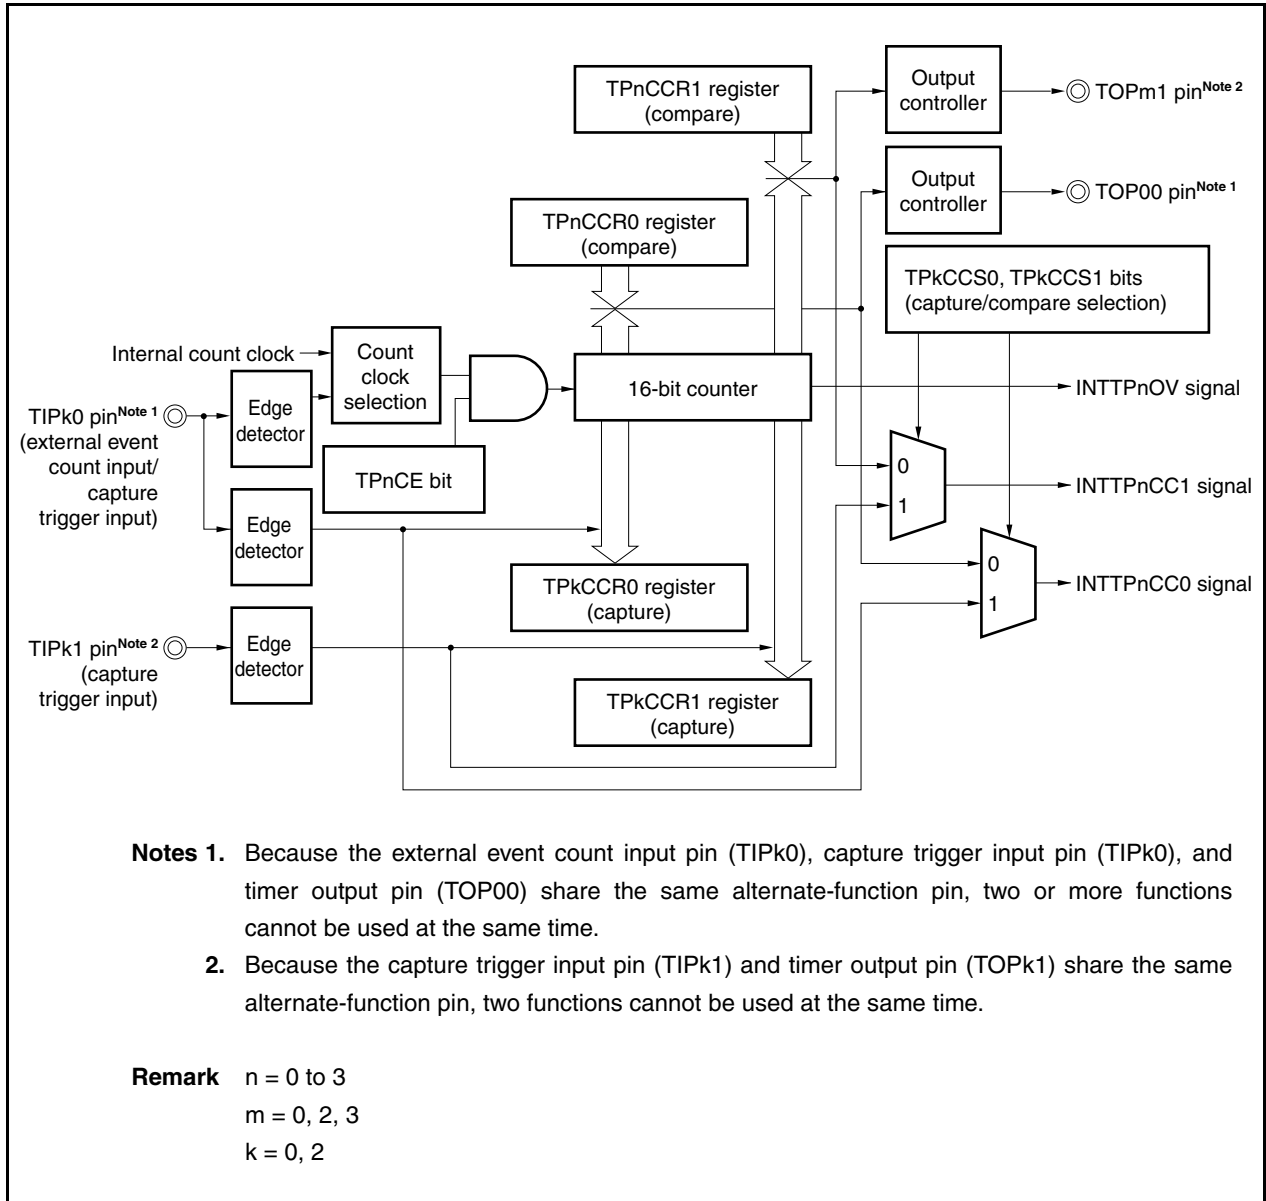 TPnCCR1 register
(compare)
Output
controller
TOPm1 pinNote 2
Output
controller
TOP00 pinNote 1
TPnCCR0 register
(compare)
TPkCCS0, TPkCCS1 bits
(capture/compare selection)
Internal count clock
Count
clock
selection
16-bit counter
INTTPnOV signal
TIPk0 pinNote 1
(external event
count input/
capture
trigger input)
Edge
detector
TPnCE bit
0
1
INTTPnCC1 signal
Edge
detector
TPkCCR0 register
(capture)
0
1
INTTPnCC0 signal
TIPk1 pinNote 2
(capture
trigger input)
Edge
detector
TPkCCR1 register
(capture)
Notes 1. Because the external event count input pin (TIPk0), capture trigger input pin (TIPk0), and
timer output pin (TOP00) share the same alternate-function pin, two or more functions
cannot be used at the same time.
2. Because the capture trigger input pin (TIPk1) and timer output pin (TOPk1) share the same
alternate-function pin, two functions cannot be used at the same time.
Remark n = 0 to 3
m = 0, 2, 3
k = 0, 2